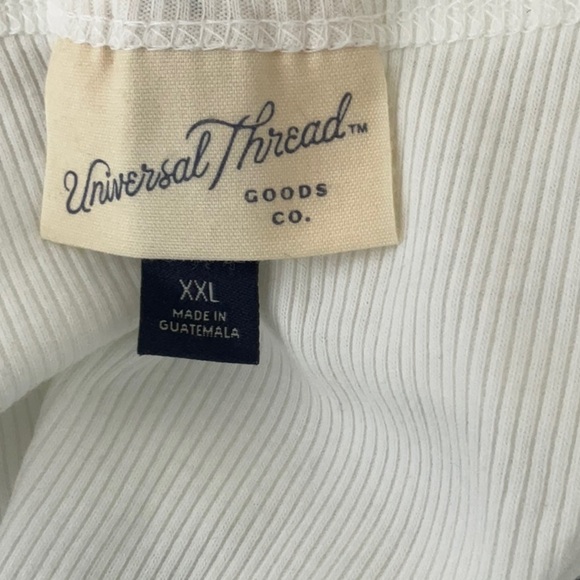 Universal Thread™
GOODS
CO.
XXL
MADE IN
GUATEMALA